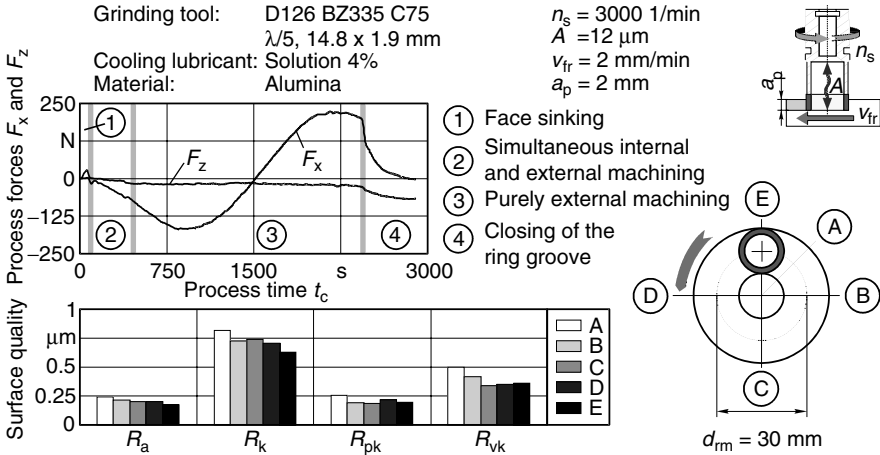 Grinding tool: D126 BZ335 C75
λ/5, 14.8 x 1.9 mm
Cooling lubricant: Solution 4%
Material: Alumina
n_s = 3000 1/min
A =12 μm
v_fr = 2 mm/min
a_p = 2 mm
n_s
a_p
A
v_fr
Process forces F_x and F_z
250
N
0
−125
−250
1
F_z
F_x
2
3
4
0 750 1500 s 3000
Process time t_c
1 Face sinking
2 Simultaneous internal
and external machining
3 Purely external machining
4 Closing of the
ring groove
Surface quality
1
μm
0.5
0.25
0
A
B
C
D
E
R_a R_k R_pk R_vk
E
A
D
B
C
d_rm = 30 mm